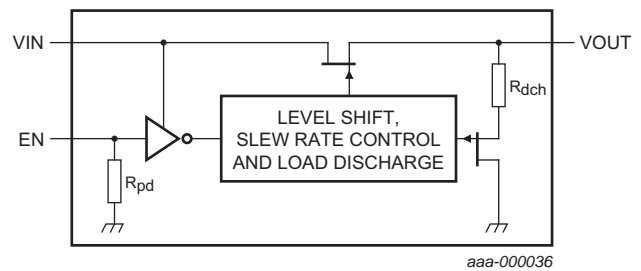 VIN
VOUT
Rdch
EN
LEVEL SHIFT,
SLEW RATE CONTROL
AND LOAD DISCHARGE
Rpd
aaa-000036